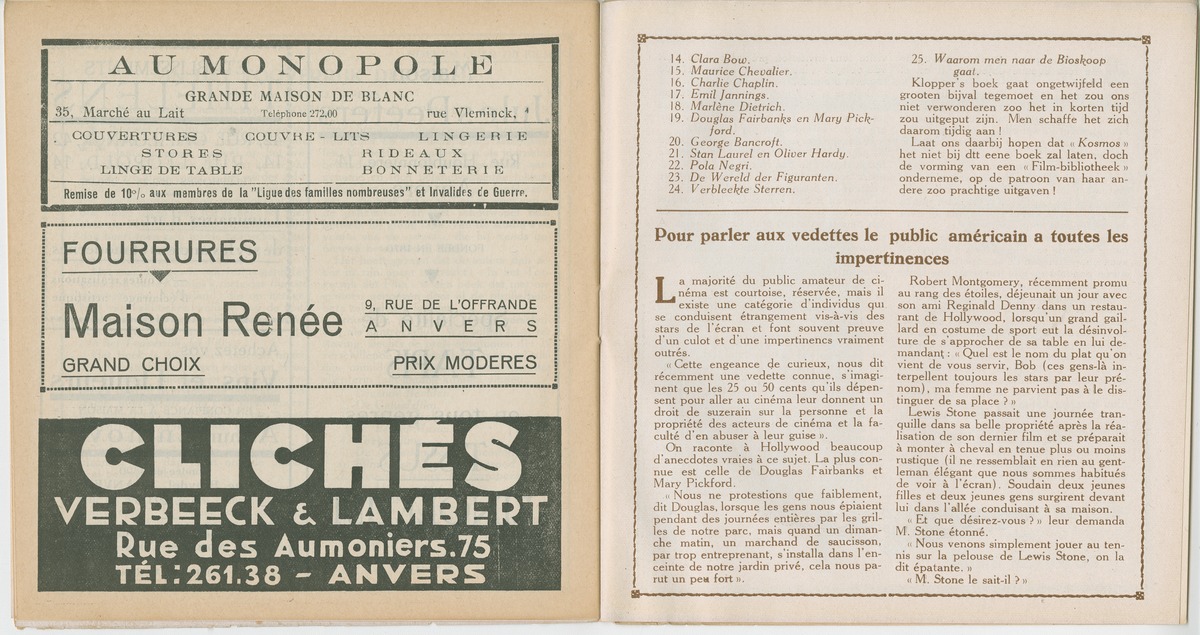 AU MONOPOLE
GRANDE MAISON DE BLANC
35, Marché au Lait Téléphone 272,00 rue Vleminck,
COUVERTURES COUVRE-LITS LINGERIE
STORES RIDEAUX
LINGE DE TABLE BONNETERIE
Remise de 10% aux membres de la "Ligue des familles nombreuses" et Invalides de Guerre.
FOURRURES
Maison Renée
9, RUE DE L'OFFRANDE
ANVERS
GRAND CHOIX PRIX MODERES
CLICHÉS
VERBEECK & LAMBERT
Rue des Aumoniers.75
TÉL:261.38 – ANVERS
14. Clara Bow.
15. Maurice Chevalier.
16. Charlie Chaplin.
17. Emil Jannings.
18. Marlène Dietrich.
19. Douglas Fairbanks en Mary Pick-
ford.
20. George Bancroft.
21. Stan Laurel en Oliver Hardy.
22. Pola Negri.
23. De Wereld der Figuranten.
24. Verbleekte Sterren.
25. Waarom men naar de Bioskoop
gaat.
Klopper's boek gaat ongetwijfeld een
grooten bijval tegemoet en het zou ons
niet verwonderen zoo het in korten tijd
zou uitgeput zijn. Men schaffe het zich
daarom tijdig aan !
Laat ons daarbij hopen dat « Kosmos »
het niet bij dtt eene boek zal laten, doch
de vorming van een « Film-bibliotheek »
onderneme, op de patroon van haar an-
dere zoo prachtige uitgaven !
Pour parler aux vedettes le public américain a toutes les
impertinences
La majorité du public amateur de ci-
néma est courtoise, réservée, mais il
existe une catégore d'individus qui
se conduisent étrangement vis-à-vis des
stars de l'écran et font souvent preuve
d'un culot et d'une impertinencs vraiment
outrés.
« Cette engeance de curieux, nous dit
récemment une vedette connue, s'imagi-
nent que les 25 ou 50 cents qu'ils dépen-
sent pour aller au cinéma leur donnent un
droit de suzerain sur la personne et la
propriété des acteurs de cinéma et la fa-
culté d'en abuser à leur guise ».
On raconte à Hollywood beaucoup
d'anecdotes vraies à ce sujet. La plus con-
nue est celle de Douglas Fairbanks et
Mary Pickford.
« Nous ne protestions que faiblement,
dit Douglas, lorsque les gens nous épiaient
pendant des journées entières par les gril-
les de notre parc, mais quand un diman-
che matin, un marchand de saucisson,
par trop entreprenant, s'installa dans l'en-
ceinte de notre jardin privé, cela nous pa-
rut un peu fort ».
Robert Montgomery, récemment promu
au rang des étoiles, déjeunait un jour avec
son ami Reginald Denny dans un restau-
rant de Hollywood, lorsqu'un grand gail-
lard en costume de sport eut la désinvol-
ture de s'approcher de sa table en lui de-
mandant : « Quel est le nom du plat qu'on
vient de vous servir, Bob (ces gens-là in-
terpellent toujours les stars par leur pré-
nom), ma femme ne parvient pas à le dis-
tinguer de sa place ? »
Lewis Stone passait une journée tran-
quille dans sa belle propriété après la réa-
lisation de son dernier film et se préparait
à monter à cheval en tenue plus ou moins
rustique (il ne ressemblait en rien au gent-
leman élégant que nous sommes habitués
de voir à l'écran). Soudain deux jeunes
filles et deux jeunes gens surgirent devant
lui dans l'allée conduisant à sa maison.
« Et que désirez-vous ? » leur demanda
M. Stone étonné.
« Nous venons simplement jouer au ten-
nis sur la pelouse de Lewis Stone, on la
dit épatante. »
« M. Stone le sait-il ? »